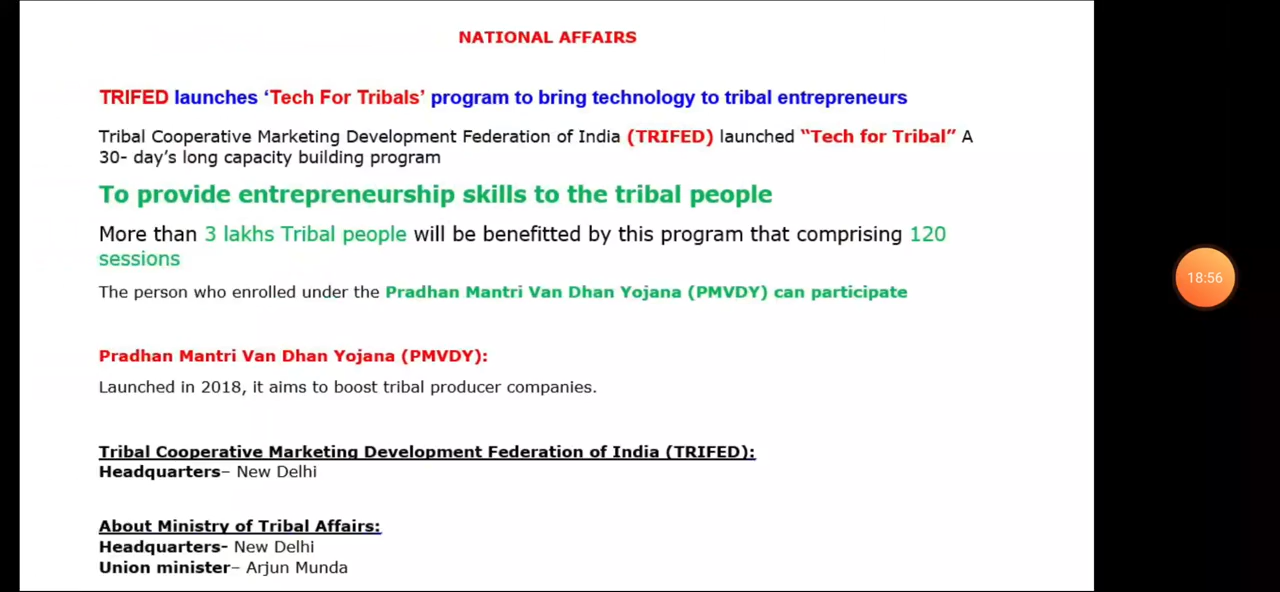 NATIONAL AFFAIRS
TRIFED launches ‘Tech For Tribals’ program to bring technology to tribal entrepreneurs
Tribal Cooperative Marketing Development Federation of India (TRIFED) launched “Tech for Tribal” A
30- day’s long capacity building program
To provide entrepreneurship skills to the tribal people
More than 3 lakhs Tribal people will be benefitted by this program that comprising 120
sessions
The person who enrolled under the Pradhan Mantri Van Dhan Yojana (PMVDY) can participate
18:56
Pradhan Mantri Van Dhan Yojana (PMVDY):
Launched in 2018, it aims to boost tribal producer companies.
Tribal Cooperative Marketing Development Federation of India (TRIFED):
Headquarters– New Delhi
About Ministry of Tribal Affairs:
Headquarters- New Delhi
Union minister– Arjun Munda